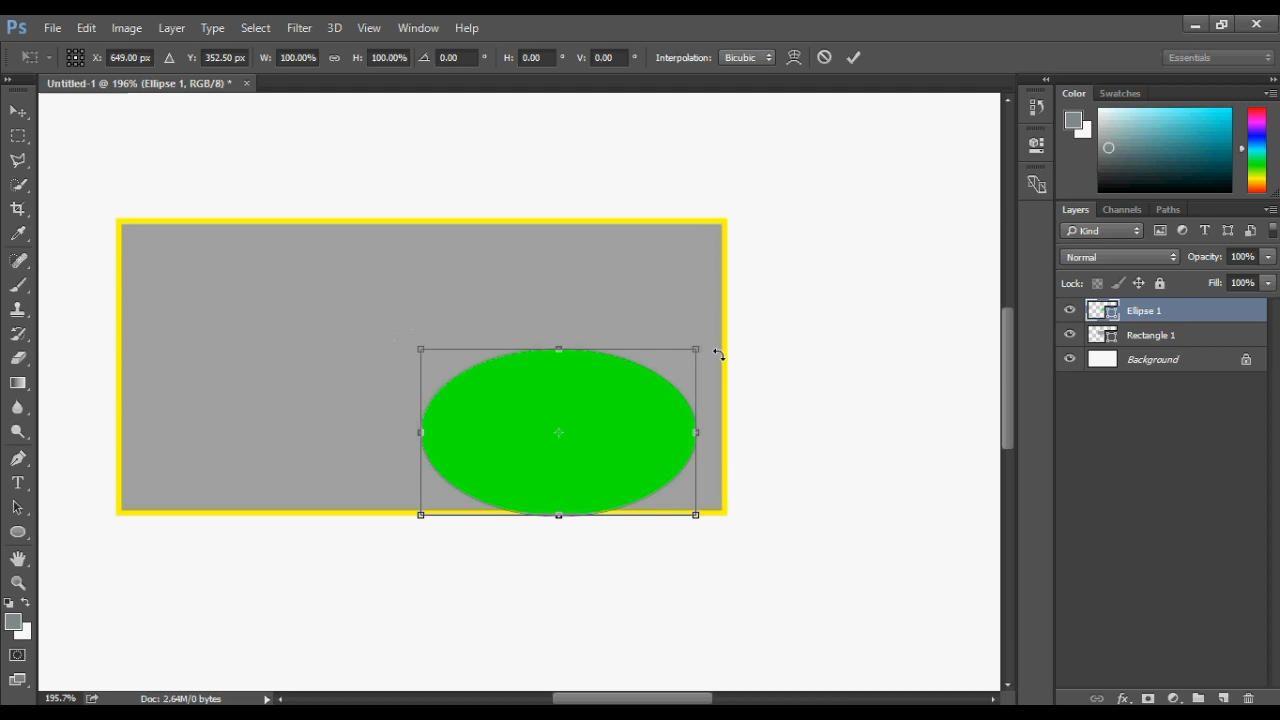 Ps File Edit Image Layer Type Select Filter 3D View Window Help
X: 649.00 px Y: 352.50 px W: 100.00% H: 100.00% 0.00 ° H: 0.00 ° V: 0.00 ° Interpolation: Bicubic Essentials
Untitled-1 @ 196% (Ellipse 1, RGB/8) * ×
Color Swatches
Layers Channels Paths
Kind T
Normal Opacity: 100%
Lock: Fill: 100%
Ellipse 1
Rectangle 1
Background
T
195.7% Doc: 2.64M/0 bytes
fx